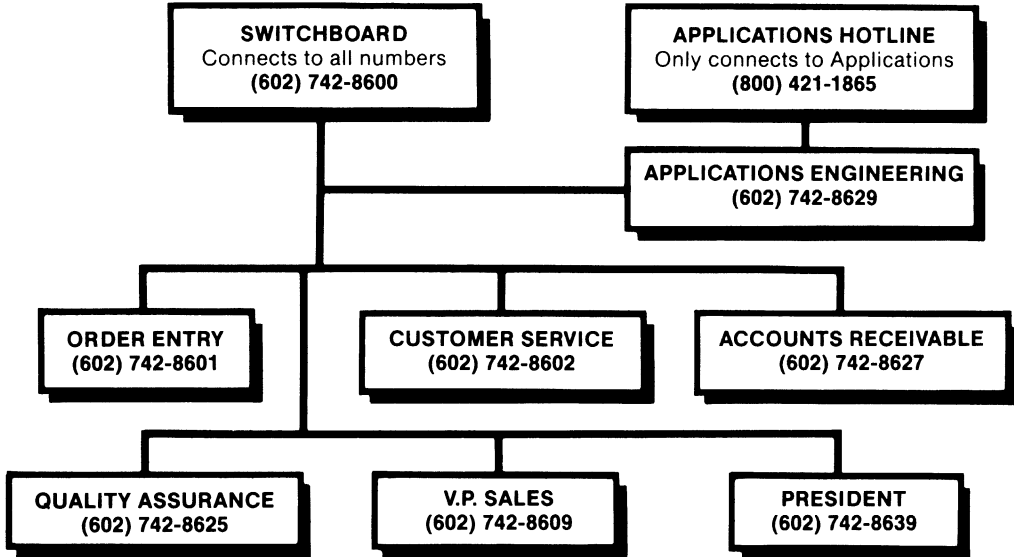 SWITCHBOARD
Connects to all numbers
(602) 742-8600
APPLICATIONS HOTLINE
Only connects to Applications
(800) 421-1865
APPLICATIONS ENGINEERING
(602) 742-8629
ORDER ENTRY
(602) 742-8601
CUSTOMER SERVICE
(602) 742-8602
ACCOUNTS RECEIVABLE
(602) 742-8627
QUALITY ASSURANCE
(602) 742-8625
V.P. SALES
(602) 742-8609
PRESIDENT
(602) 742-8639